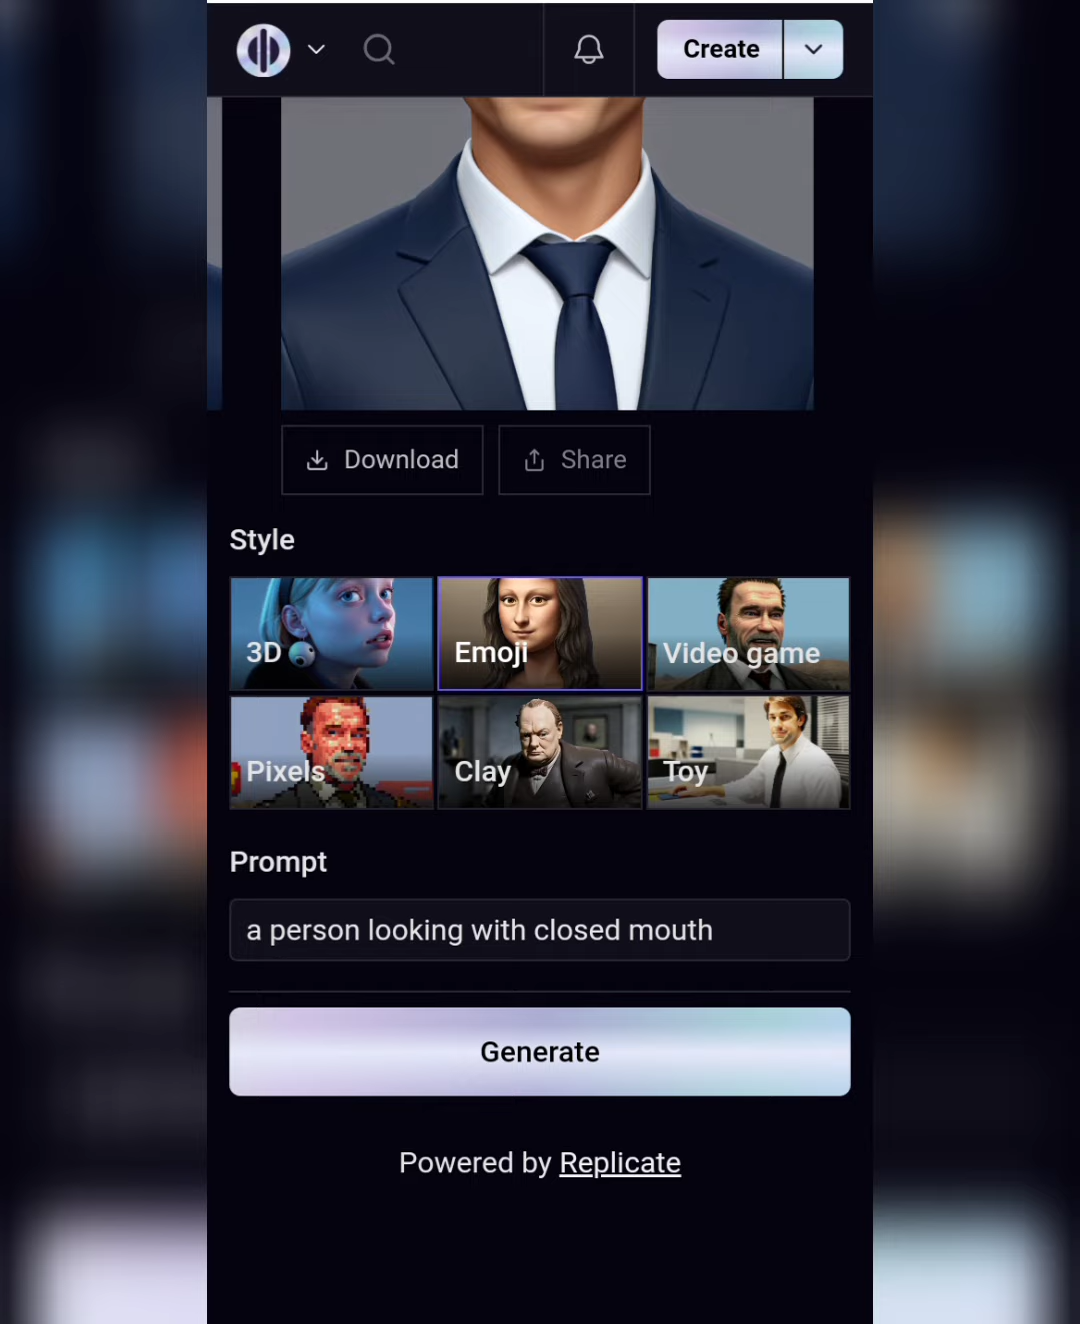 Create
Download
Share
Style
3D
Emoji
Video game
Pixels
Clay
Toy
Prompt
a person looking with closed mouth
Generate
Powered by Replicate